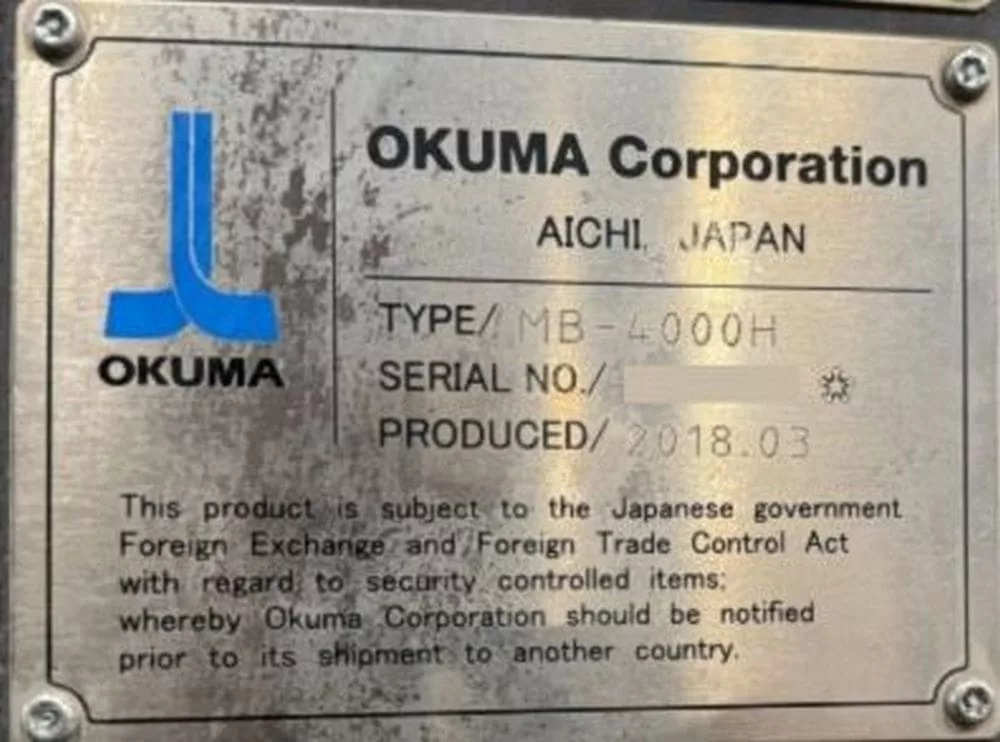 OKUMA
OKUMA Corporation
AICHI, JAPAN
TYPE/ MB-4000H
SERIAL NO./
PRODUCED/ 2018.03
This product is subject to the Japanese government
Foreign Exchange and Foreign Trade Control Act
with regard to security controlled items;
whereby Okuma Corporation should be notified
prior to its shipment to another country.